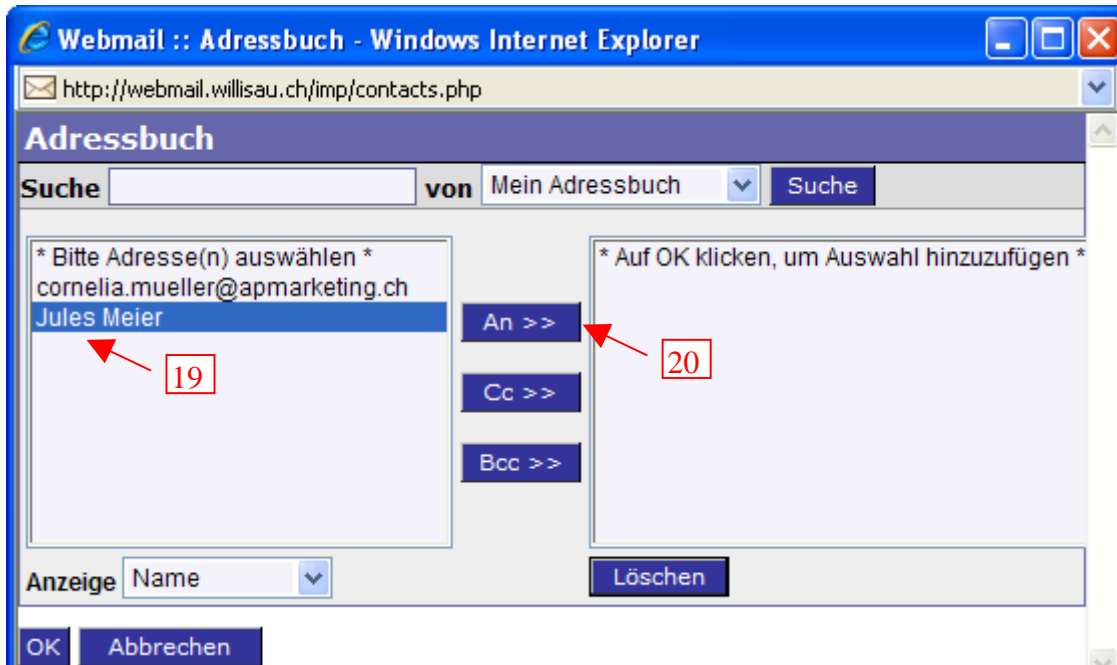 Webmail :: Adressbuch - Windows Internet Explorer
http://webmail.willisau.ch/imp/contacts.php
Adressbuch
Suche von Mein Adressbuch Suche
* Bitte Adresse(n) auswählen *
cornelia.mueller@apmarketing.ch
Jules Meier
19
An >>
Cc >>
Bcc >>
20
* Auf OK klicken, um Auswahl hinzuzufügen *
Anzeige Name
Löschen
OK Abbrechen